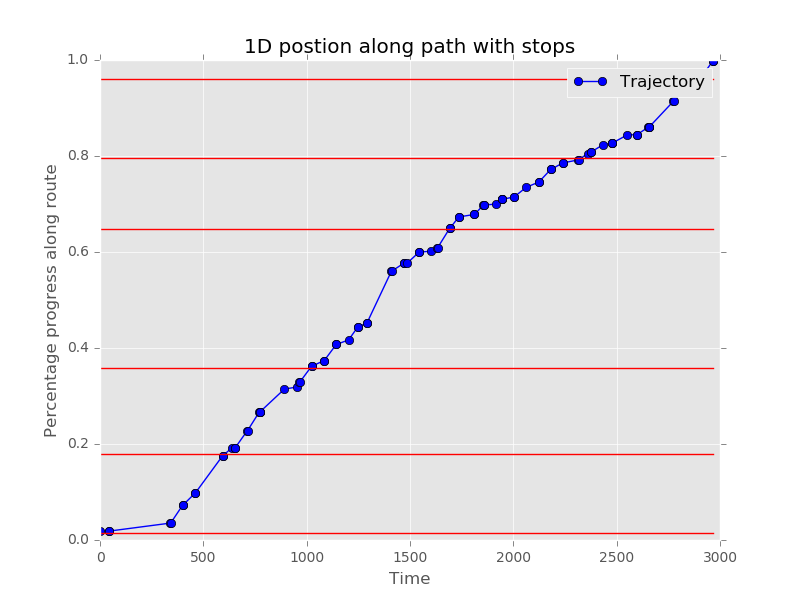 1D postion along path with stops
Trajectory
Percentage progress along route
1.0
0.8
0.6
0.4
0.2
0.0
0 500 1000 1500 2000 2500 3000
Time